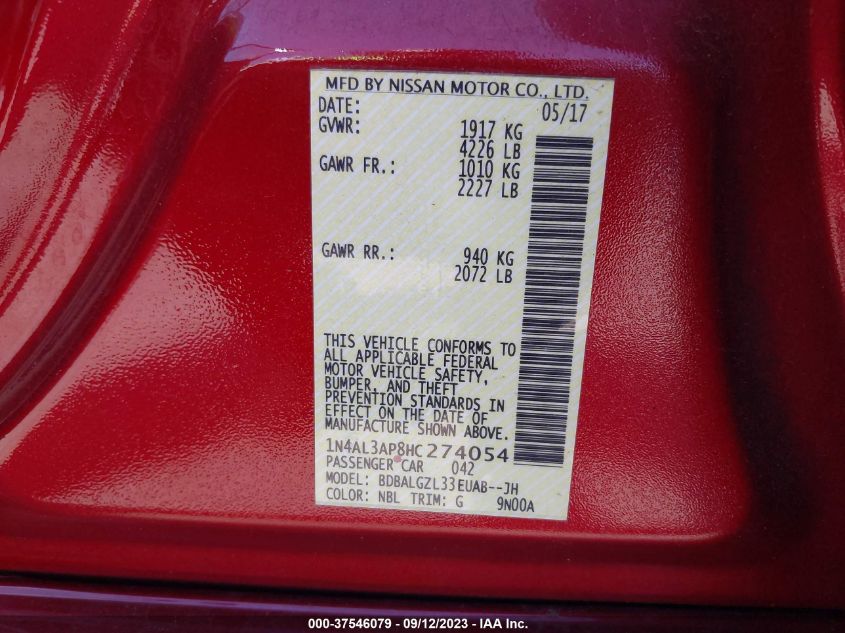 MFD BY NISSAN MOTOR CO., LTD.
DATE: 05/17
GVWR: 1917 KG
4226 LB
GAWR FR.: 1010 KG
2227 LB
GAWR RR.: 940 KG
2072 LB
THIS VEHICLE CONFORMS TO
ALL APPLICABLE FEDERAL
MOTOR VEHICLE SAFETY,
BUMPER, AND THEFT
PREVENTION STANDARDS IN
EFFECT ON THE DATE OF
MANUFACTURE SHOWN ABOVE.
1N4AL3AP8HC274054
PASSENGER CAR 042
MODEL: BDBALGZL33EUAB--JH
COLOR: NBL TRIM: G 9N00A
000-37546079 - 09/12/2023 - IAA Inc.